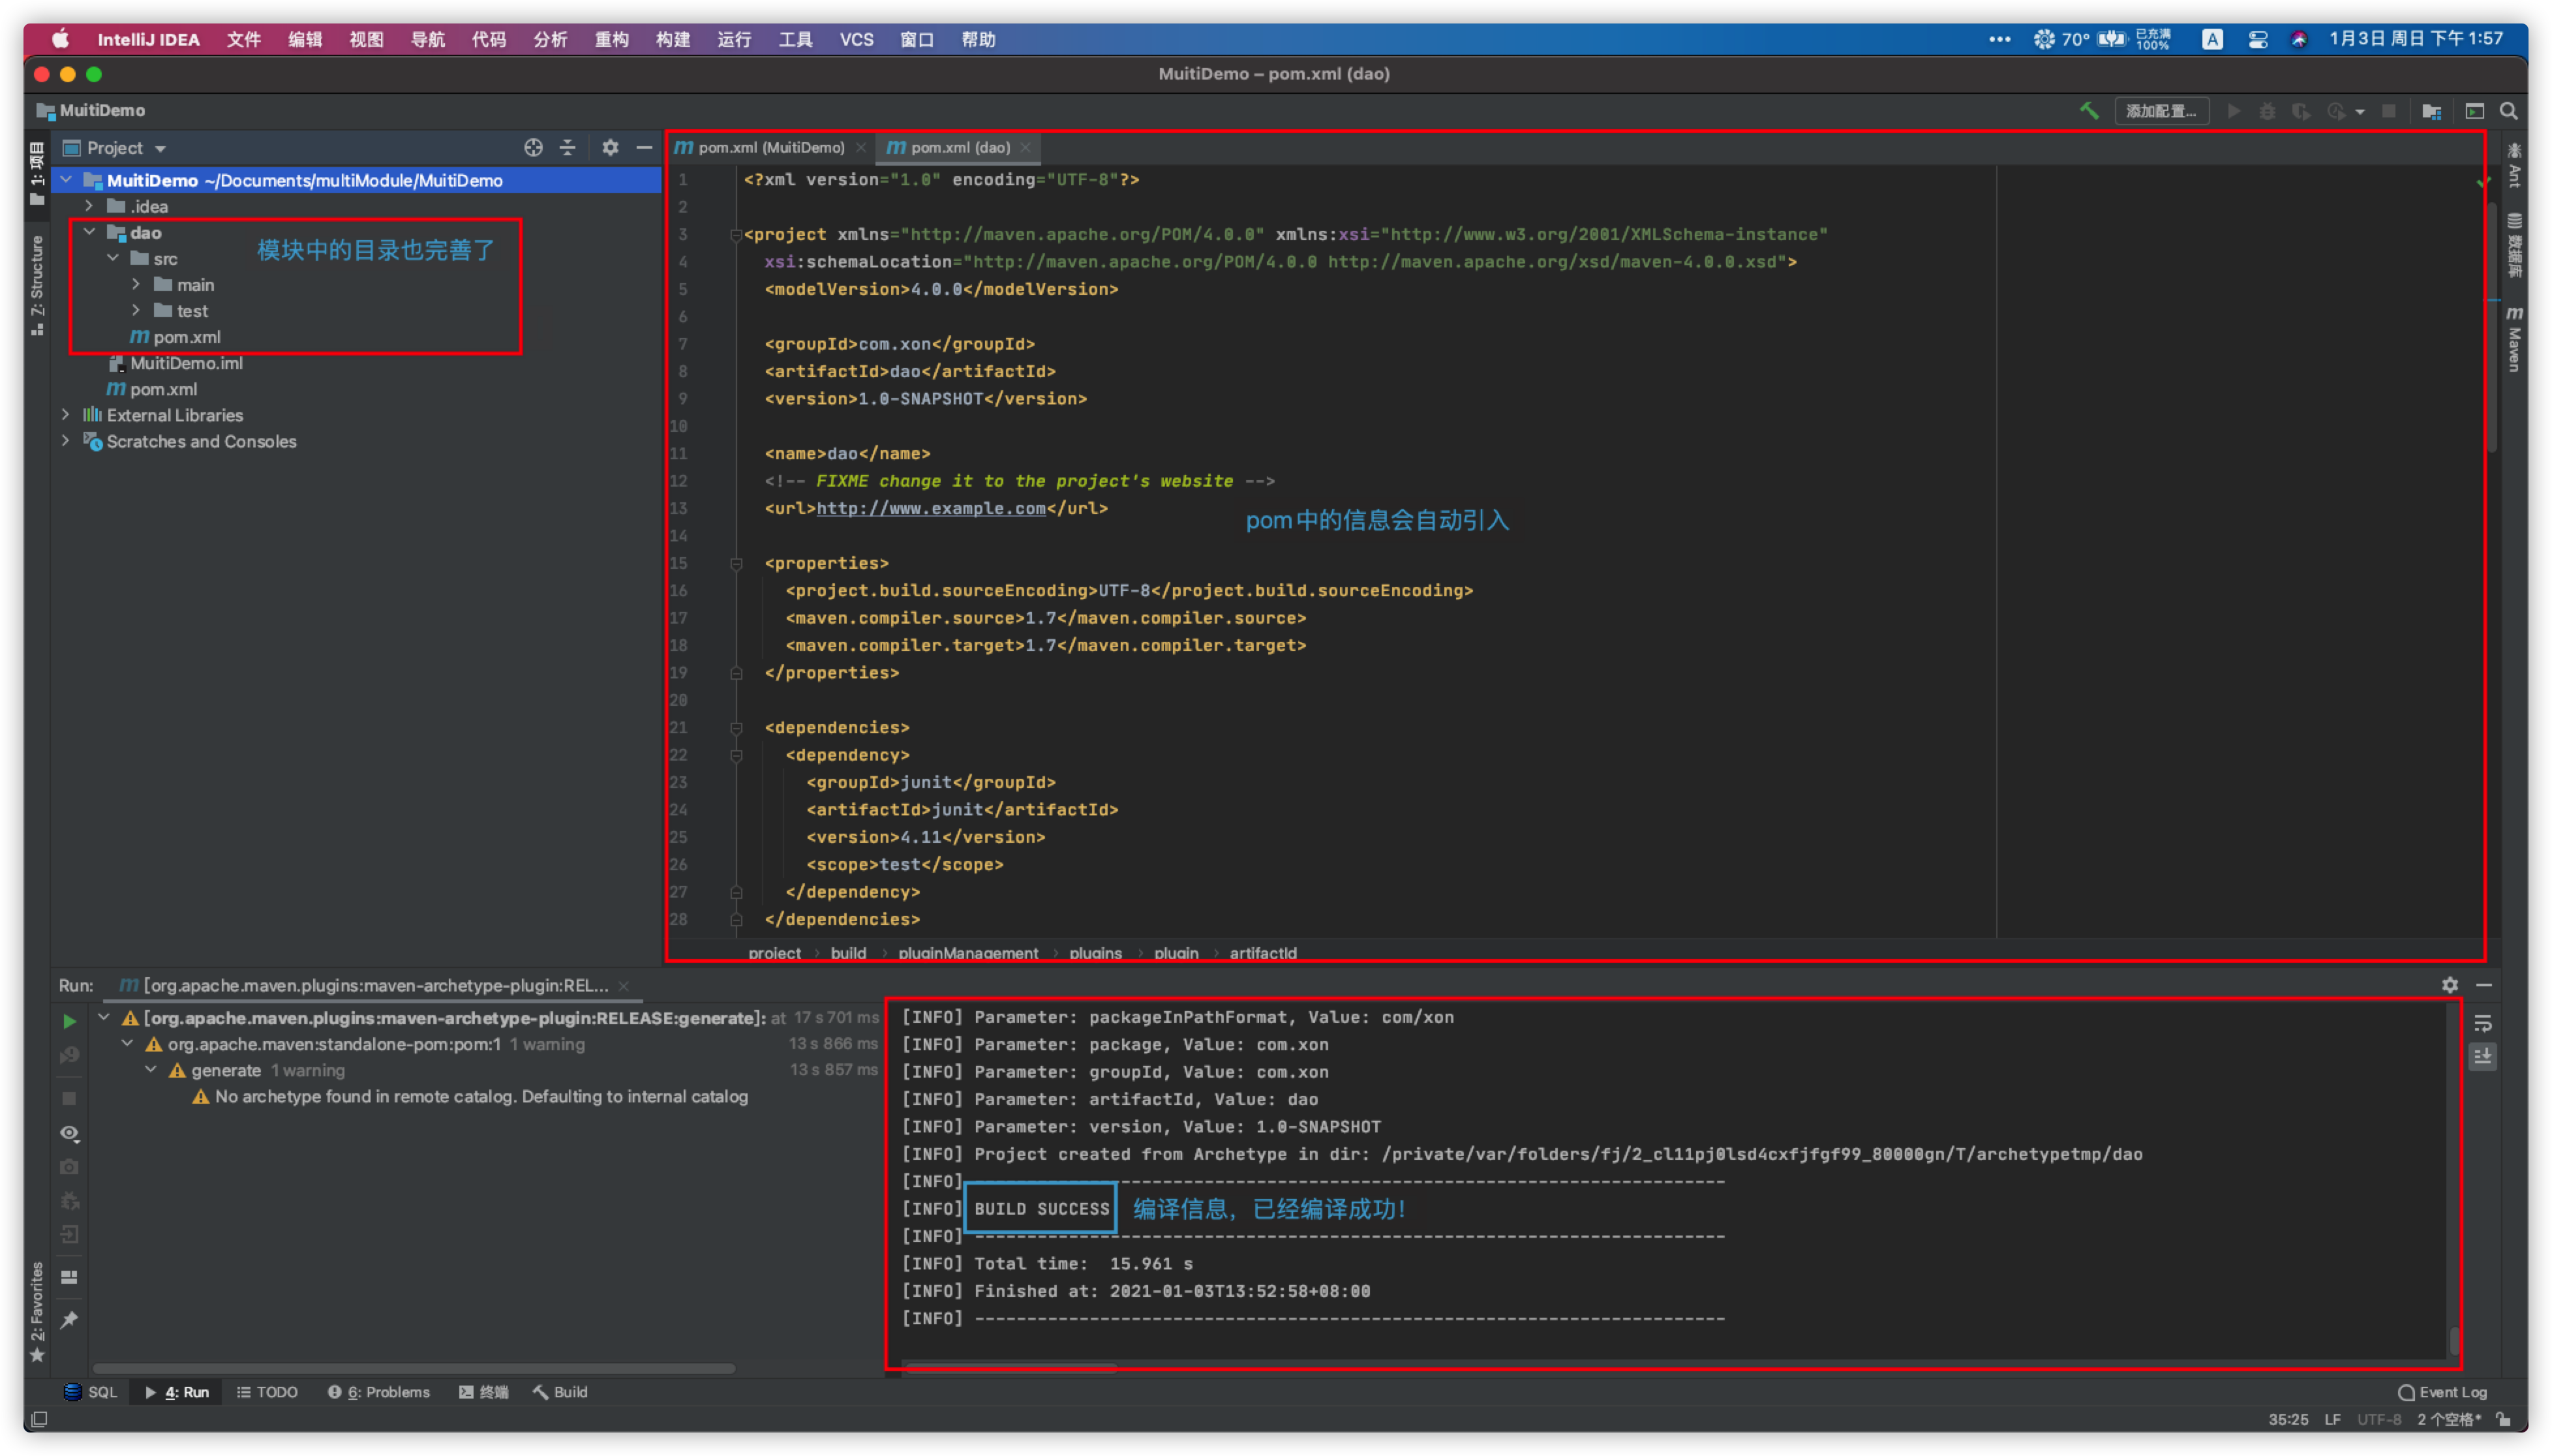 IntelliJ IDEA 文件 编辑 视图 导航 代码 分析 重构 构建 运行 工具 VCS 窗口 帮助 ••• 70° 已充满 100% A 1月3日 周日 下午 1:57
MuitiDemo – pom.xml (dao)
MuitiDemo 添加配置...
1: 项目
Z: Structure
2: Favorites
Project
MuitiDemo ~/Documents/multiModule/MuitiDemo
.idea
dao
模块中的目录也完善了
src
main
test
pom.xml
MuitiDemo.iml
pom.xml
External Libraries
Scratches and Consoles
pom.xml (MuitiDemo) pom.xml (dao)
1 <?xml version="1.0" encoding="UTF-8"?>
2
3 <project xmlns="http://maven.apache.org/POM/4.0.0" xmlns:xsi="http://www.w3.org/2001/XMLSchema-instance"
4 xsi:schemaLocation="http://maven.apache.org/POM/4.0.0 http://maven.apache.org/xsd/maven-4.0.0.xsd">
5 <modelVersion>4.0.0</modelVersion>
6
7 <groupId>com.xon</groupId>
8 <artifactId>dao</artifactId>
9 <version>1.0-SNAPSHOT</version>
10
11 <name>dao</name>
12 <!-- FIXME change it to the project's website -->
13 <url>http://www.example.com</url>
pom中的信息会自动引入
14
15 <properties>
16 <project.build.sourceEncoding>UTF-8</project.build.sourceEncoding>
17 <maven.compiler.source>1.7</maven.compiler.source>
18 <maven.compiler.target>1.7</maven.compiler.target>
19 </properties>
20
21 <dependencies>
22 <dependency>
23 <groupId>junit</groupId>
24 <artifactId>junit</artifactId>
25 <version>4.11</version>
26 <scope>test</scope>
27 </dependency>
28 </dependencies>
project › build › pluginManagement › plugins › plugin › artifactId
Ant
数据库
Maven
Run: [org.apache.maven.plugins:maven-archetype-plugin:REL...
[org.apache.maven.plugins:maven-archetype-plugin:RELEASE:generate]: at 17 s 701 ms
org.apache.maven:standalone-pom:pom:1 1 warning 13 s 866 ms
generate 1 warning 13 s 857 ms
No archetype found in remote catalog. Defaulting to internal catalog
[INFO] Parameter: packageInPathFormat, Value: com/xon
[INFO] Parameter: package, Value: com.xon
[INFO] Parameter: groupId, Value: com.xon
[INFO] Parameter: artifactId, Value: dao
[INFO] Parameter: version, Value: 1.0-SNAPSHOT
[INFO] Project created from Archetype in dir: /private/var/folders/fj/2_cl11pj0lsd4cxfjfgf99_80000gn/T/archetypetmp/dao
[INFO] ------------------------------------------------------------------------
[INFO] BUILD SUCCESS 编译信息，已经编译成功！
[INFO] ------------------------------------------------------------------------
[INFO] Total time:  15.961 s
[INFO] Finished at: 2021-01-03T13:52:58+08:00
[INFO] ------------------------------------------------------------------------
SQL 4: Run TODO 6: Problems 终端 Build Event Log
35:25 LF UTF-8 2 个空格*